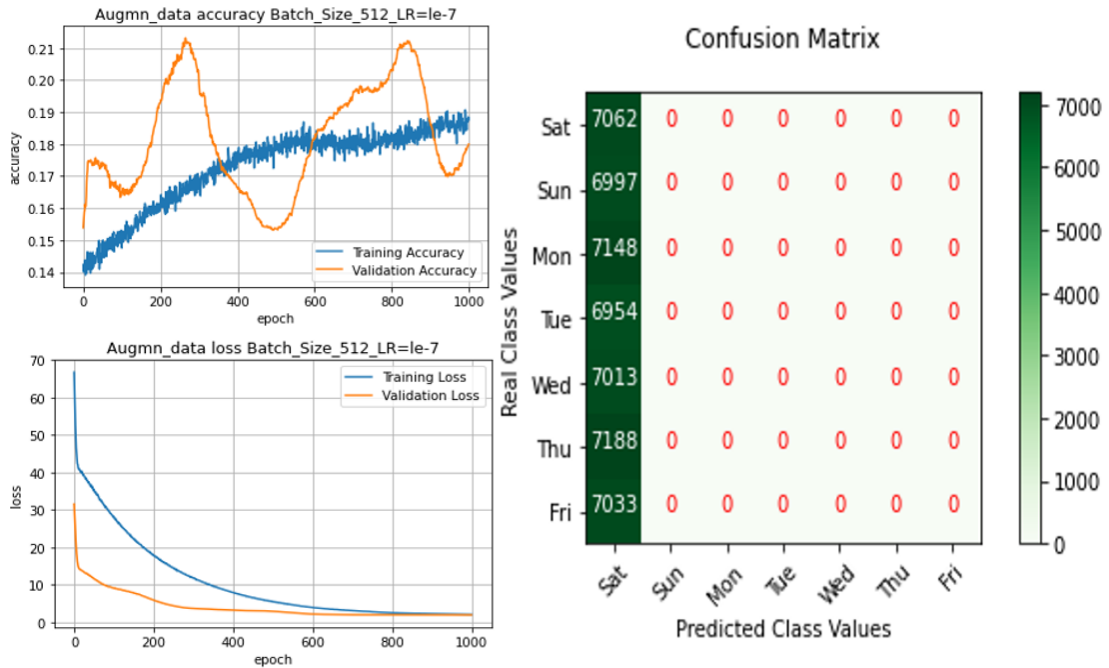 Augmn_data accuracy Batch_Size_512_LR=le-7
0.21
0.20
0.19
0.18
0.17
0.16
0.15
0.14
accuracy
Training Accuracy
Validation Accuracy
0 200 400 600 800 1000
epoch
Augmn_data loss Batch_Size_512_LR=le-7
70
60
50
40
30
20
10
0
loss
Training Loss
Validation Loss
0 200 400 600 800 1000
epoch
Confusion Matrix
Real Class Values
Sat 7062 0 0 0 0 0 0
Sun 6997 0 0 0 0 0 0
Mon 7148 0 0 0 0 0 0
Tue 6954 0 0 0 0 0 0
Wed 7013 0 0 0 0 0 0
Thu 7188 0 0 0 0 0 0
Fri 7033 0 0 0 0 0 0
Sat Sun Mon Tue Wed Thu Fri
Predicted Class Values
7000
6000
5000
4000
3000
2000
1000
0